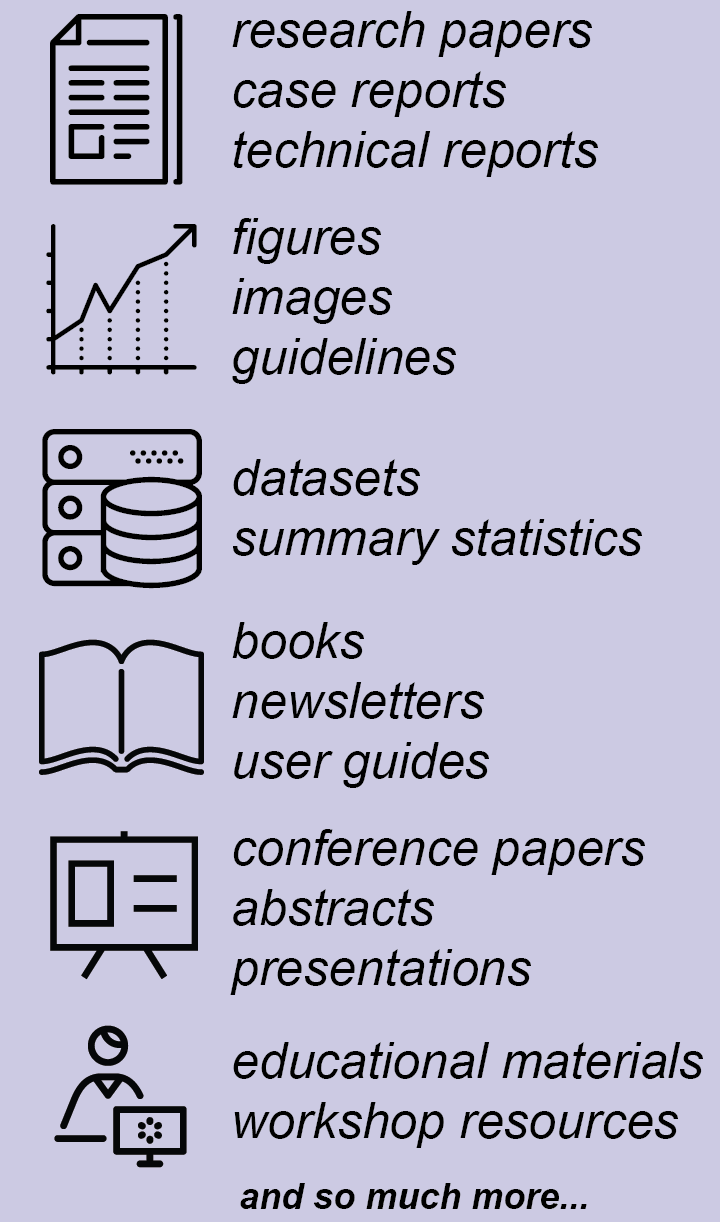 research papers
case reports
technical reports
figures
images
guidelines
datasets
summary statistics
books
newsletters
user guides
conference papers
abstracts
presentations
educational materials
workshop resources
and so much more...